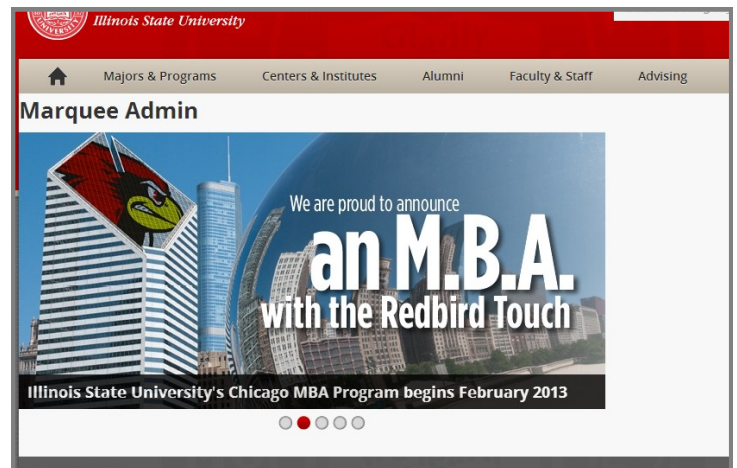 Illinois State University
Majors & Programs Centers & Institutes Alumni Faculty & Staff Advising
Marquee Admin
We are proud to announce
an M.B.A.
with the Redbird Touch
Illinois State University's Chicago MBA Program begins February 2013